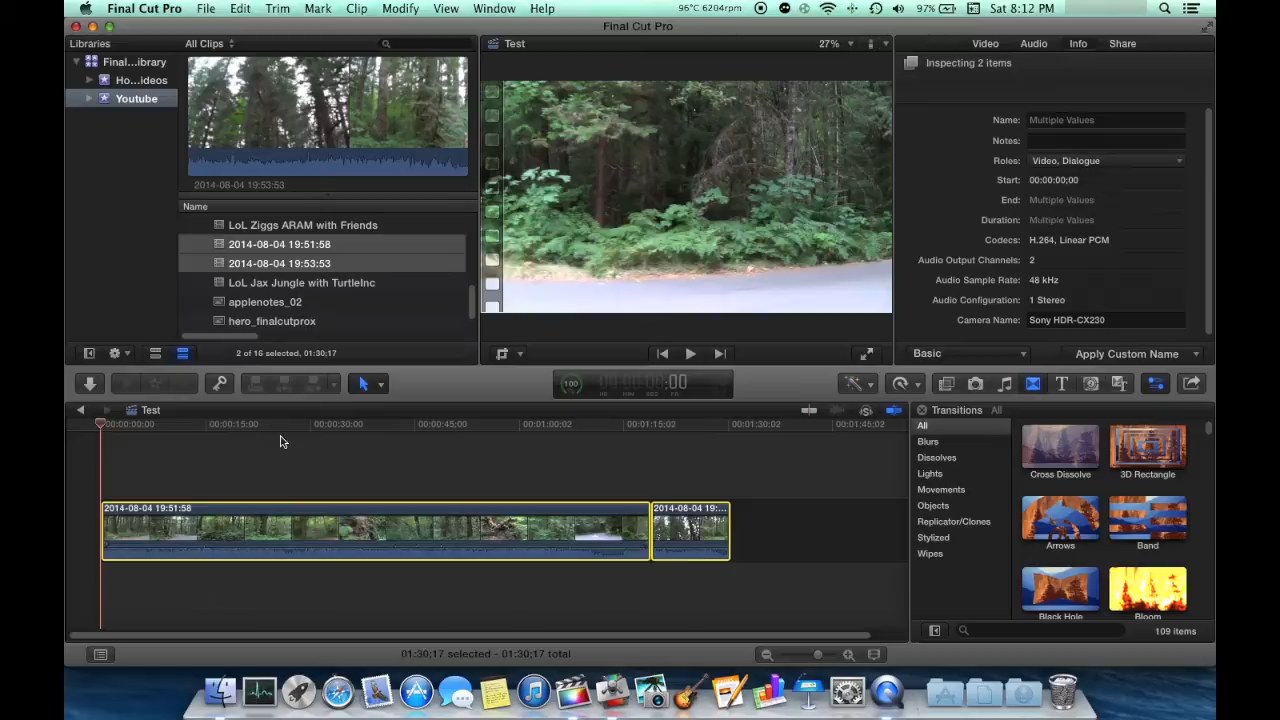 Final Cut Pro File Edit Trim Mark Clip Modify View Window Help 96°C 6204rpm 97% Sat 8:12 PM
Final Cut Pro
Libraries All Clips Test 27% Video Audio Info Share
Final...ibrary
Ho...ideos
Youtube
2014-08-04 19:53:53
Name
LoL Ziggs ARAM with Friends
2014-08-04 19:51:58
2014-08-04 19:53:53
LoL Jax Jungle with TurtleInc
applenotes_02
hero_finalcutprox
2 of 16 selected, 01:30;17
Inspecting 2 items
Name: Multiple Values
Notes:
Roles: Video, Dialogue
Start: 00:00:00;00
End: Multiple Values
Duration: Multiple Values
Codecs: H.264, Linear PCM
Audio Output Channels: 2
Audio Sample Rate: 48 kHz
Audio Configuration: 1 Stereo
Camera Name: Sony HDR-CX230
Basic Apply Custom Name
100 :00
HR MIN SEC FR
Test
00:00:00:00 00:00:15:00 00:00:30:00 00:00:45:00 00:01:00:02 00:01:15:02 00:01:30:02 00:01:45:02
2014-08-04 19:51:58 2014-08-04 19:...
01:30;17 selected - 01:30;17 total
Transitions All
All
Blurs
Dissolves
Lights
Movements
Objects
Replicator/Clones
Stylized
Wipes
Cross Dissolve 3D Rectangle
Arrows Band
Black Hole Bloom
109 items